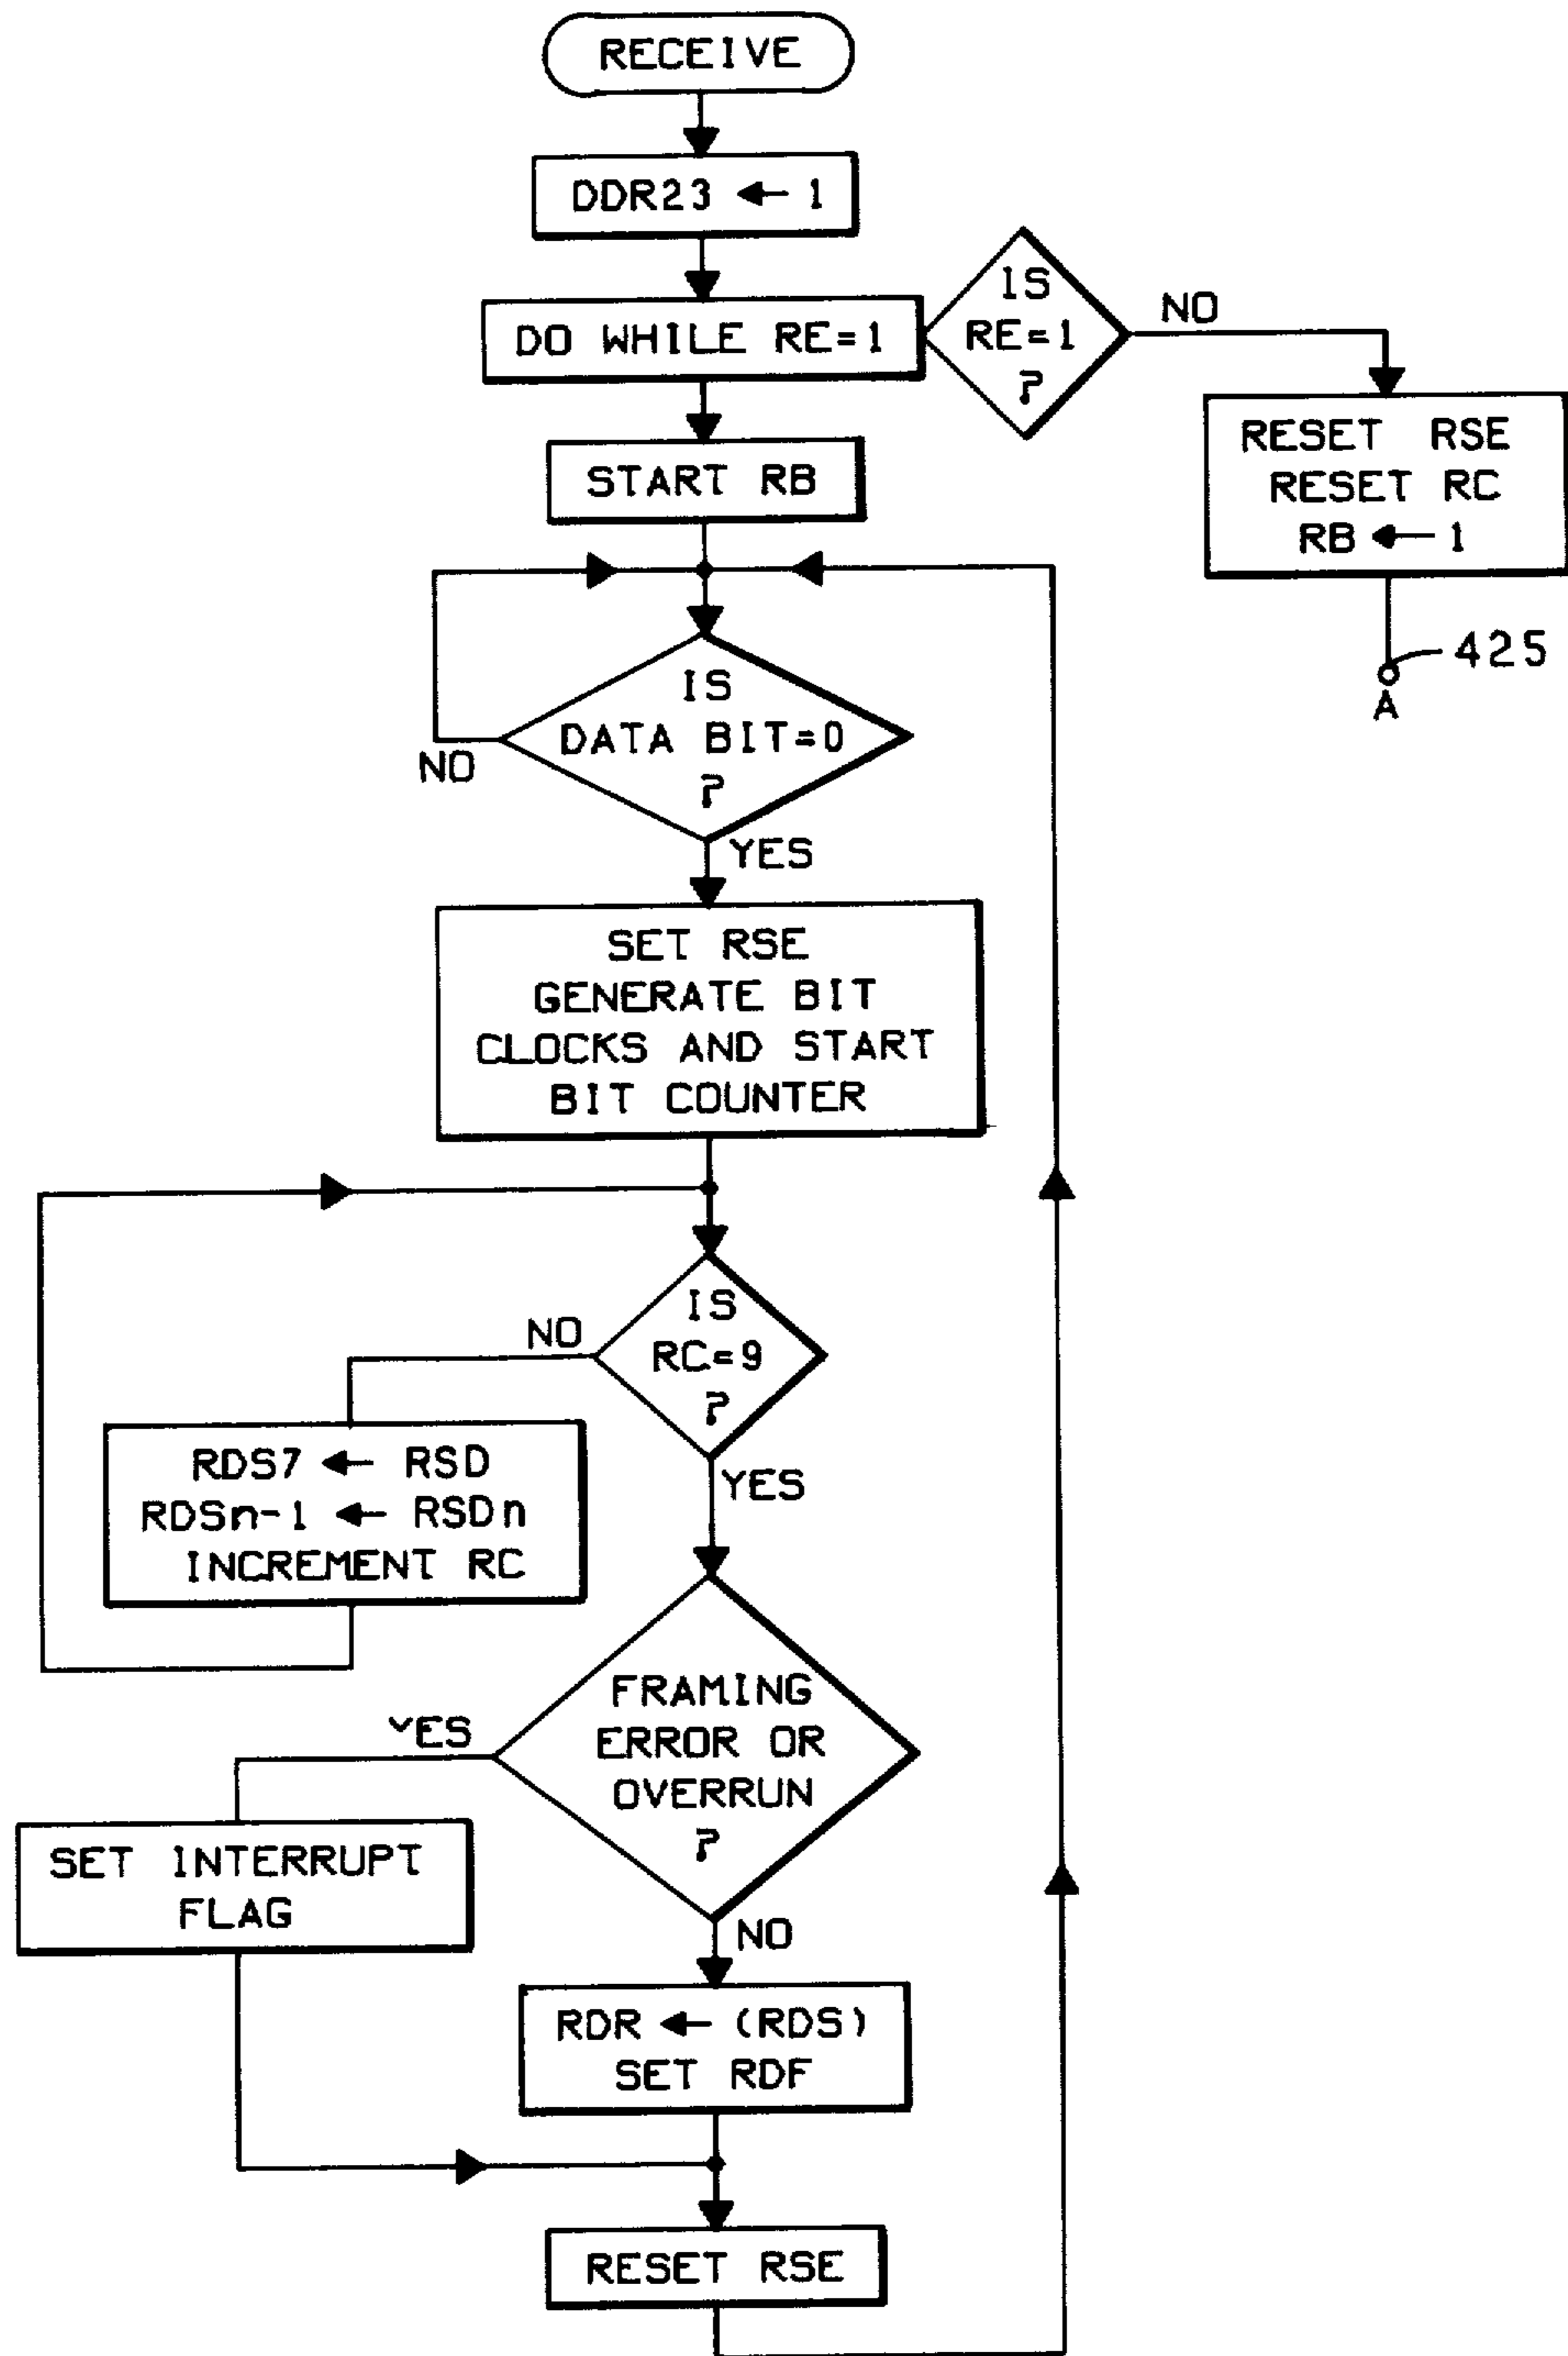 RECEIVE
DDR23 ← 1
DO WHILE RE=1
IS
RE=1
?
NO
RESET RSE
RESET RC
RB ← 1
425
A
START RB
IS
DATA BIT=0
?
NO
YES
SET RSE
GENERATE BIT
CLOCKS AND START
BIT COUNTER
IS
RC=9
?
NO
RDS7 ← RSD
RDSn-1 ← RSDn
INCREMENT RC
YES
FRAMING
ERROR OR
OVERRUN
?
YES
SET INTERRUPT
FLAG
NO
RDR ← (RDS)
SET RDF
RESET RSE